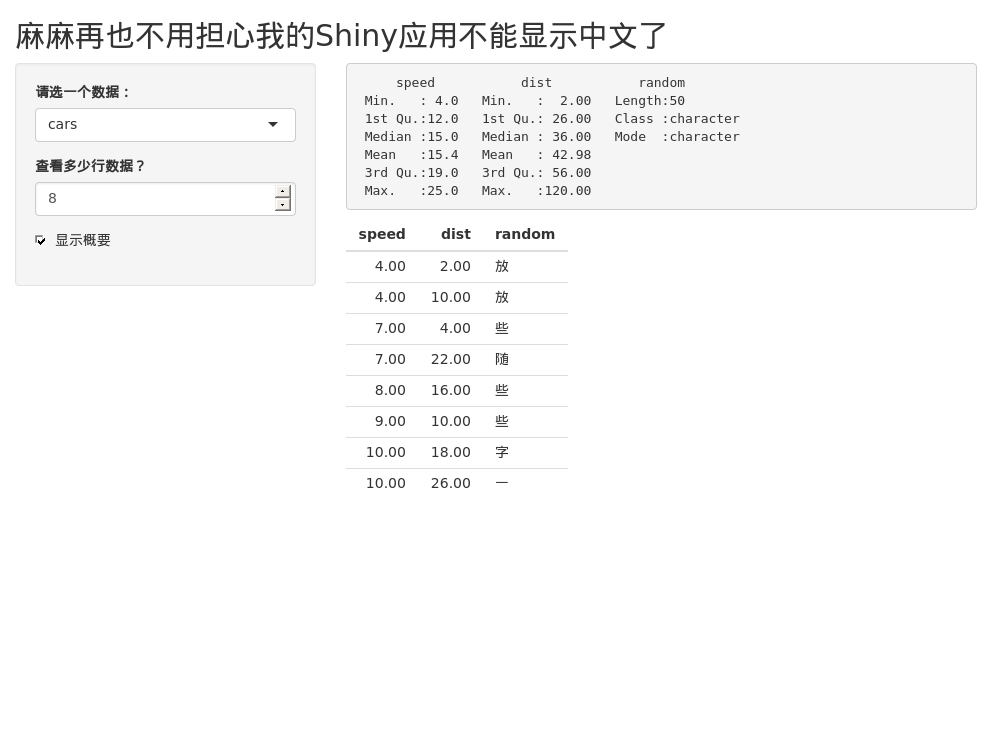 麻麻再也不用担心我的Shiny应用不能显示中文了
请选一个数据：
cars
查看多少行数据？
8
显示概要
speed dist random
Min. : 4.0 Min. : 2.00 Length:50
1st Qu.:12.0 1st Qu.: 26.00 Class :character
Median :15.0 Median : 36.00 Mode :character
Mean :15.4 Mean : 42.98
3rd Qu.:19.0 3rd Qu.: 56.00
Max. :25.0 Max. :120.00
speed dist random
4.00 2.00 放
4.00 10.00 放
7.00 4.00 些
7.00 22.00 随
8.00 16.00 些
9.00 10.00 些
10.00 18.00 字
10.00 26.00 一